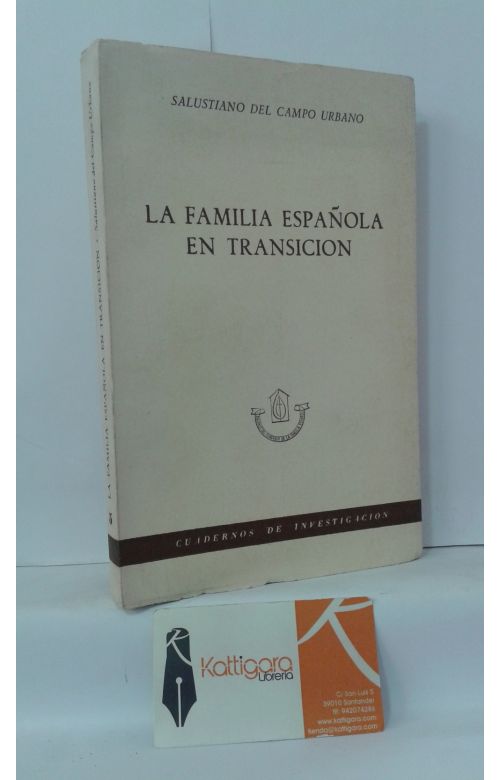 SALUSTIANO DEL CAMPO URBANO
LA FAMILIA ESPAÑOLA
EN TRANSICION
CUADERNOS DE INVESTIGACION
LA FAMILIA ESPAÑOLA EN TRANSICION - Salustiano del Campo Urbano
Kattigara
Librería
C/ San Luis 5
39010 Santander
tlf: 942074286
www.kattigara.com
tienda@kattigara.com